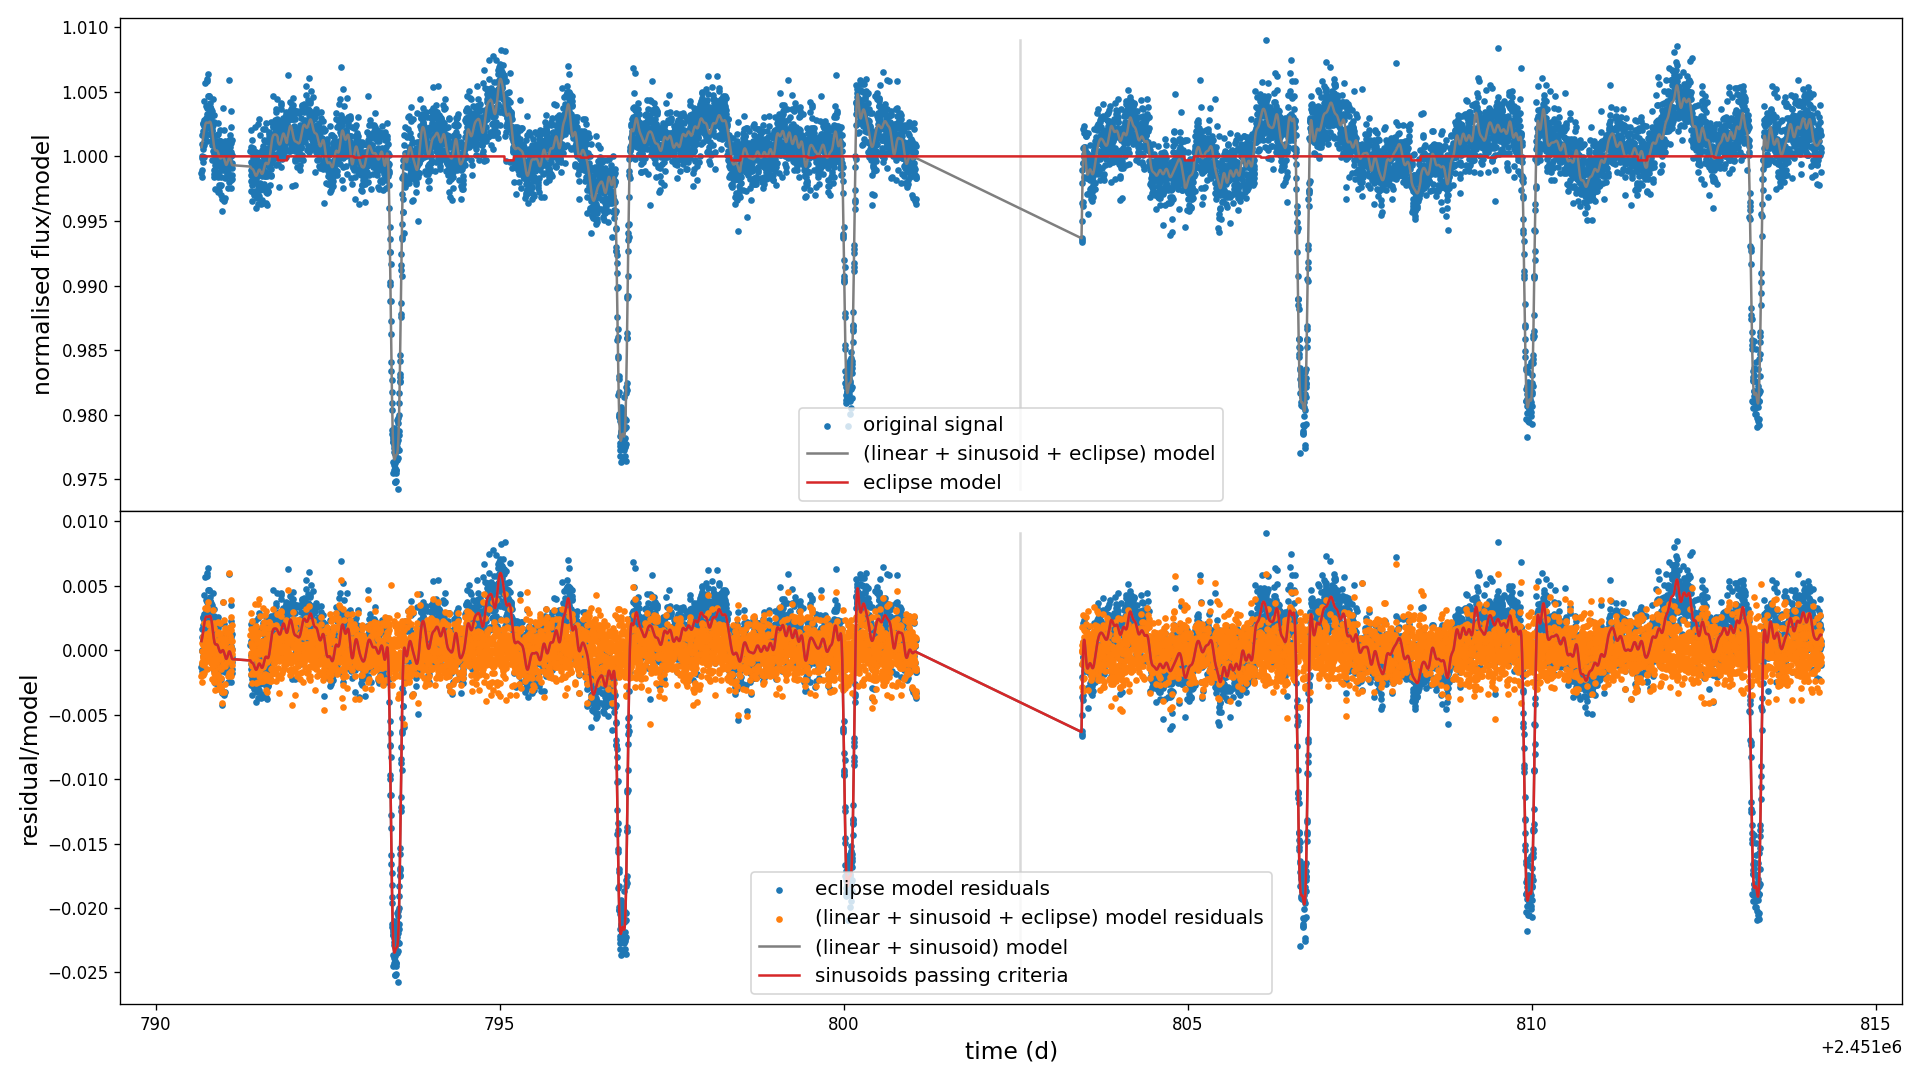 1.010
1.005
1.000
0.995
0.990
0.985
0.980
0.975
normalised flux/model
original signal
(linear + sinusoid + eclipse) model
eclipse model
0.010
0.005
0.000
−0.005
−0.010
−0.015
−0.020
−0.025
residual/model
eclipse model residuals
(linear + sinusoid + eclipse) model residuals
(linear + sinusoid) model
sinusoids passing criteria
790 795 800 805 810 815
+2.451e6
time (d)